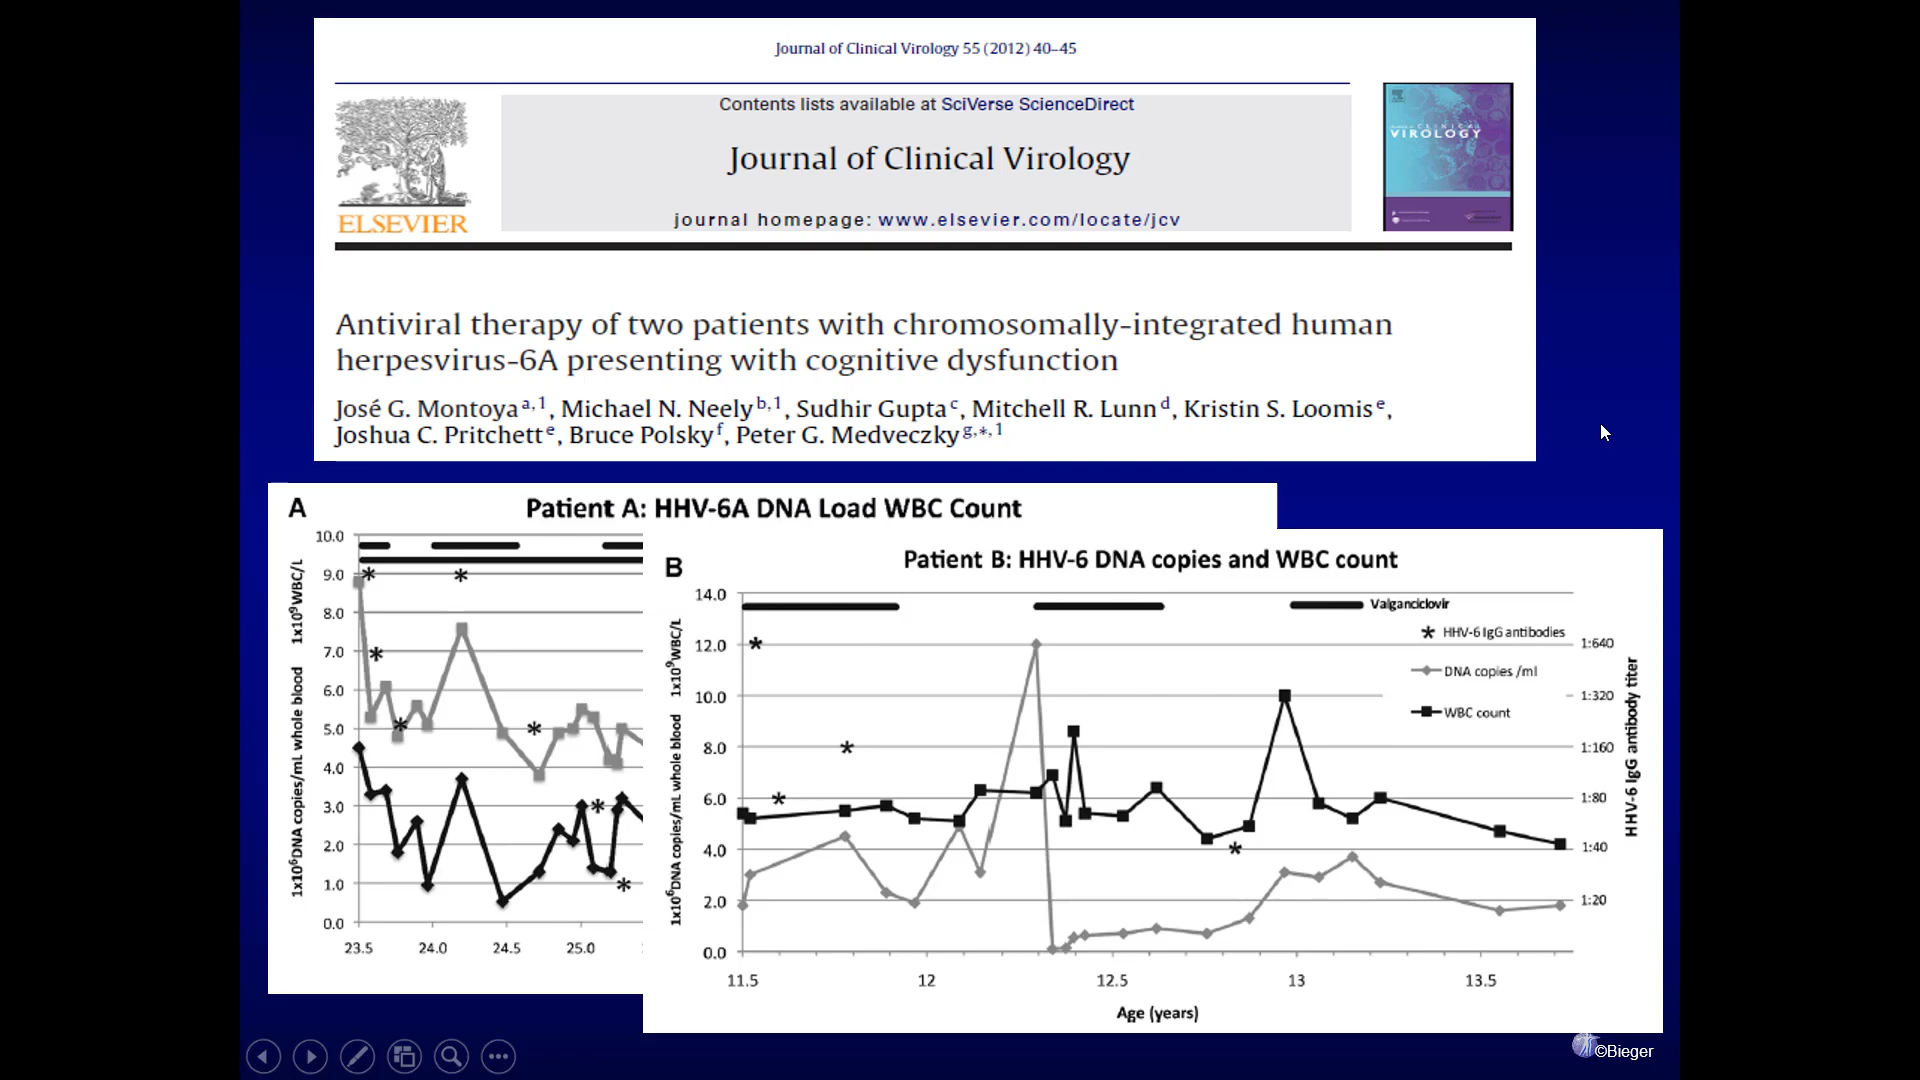 Journal of Clinical Virology 55 (2012) 40–45
Contents lists available at SciVerse ScienceDirect
Journal of Clinical Virology
journal homepage: www.elsevier.com/locate/jcv
ELSEVIER
CLINICAL
VIROLOGY
Antiviral therapy of two patients with chromosomally-integrated human
herpesvirus-6A presenting with cognitive dysfunction
José G. Montoya a,1, Michael N. Neely b,1, Sudhir Gupta c, Mitchell R. Lunn d, Kristin S. Loomis e,
Joshua C. Pritchett e, Bruce Polsky f, Peter G. Medveczky g,*,1
A
Patient A: HHV-6A DNA Load WBC Count
1x10⁶DNA copies/mL whole blood 1x10⁹WBC/L
10.0
9.0
8.0
7.0
6.0
5.0
4.0
3.0
2.0
1.0
0.0
23.5 24.0 24.5 25.0
B
Patient B: HHV-6 DNA copies and WBC count
1x10⁶DNA copies/mL whole blood 1x10⁹WBC/L
14.0
12.0
10.0
8.0
6.0
4.0
2.0
0.0
Valganciclovir
* HHV-6 IgG antibodies
DNA copies /ml
WBC count
1:640
1:320
1:160
1:80
1:40
1:20
HHV-6 IgG antibody titer
11.5 12 12.5 13 13.5
Age (years)
©Bieger